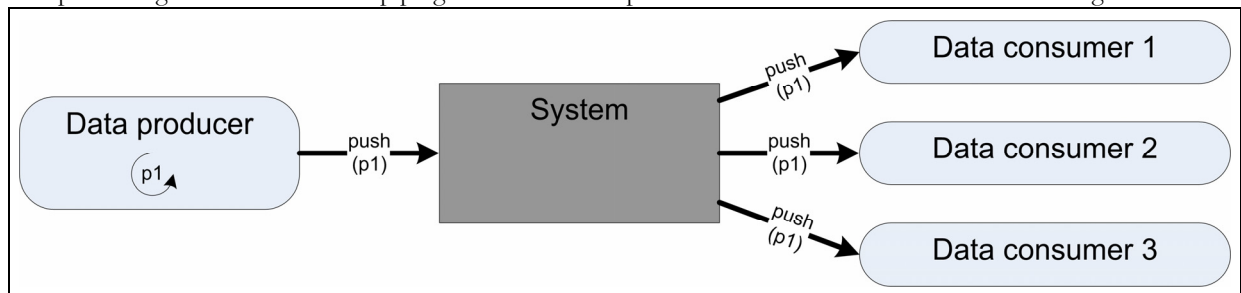 Data producer
p1
push
(p1)
System
push
(p1)
push
(p1)
push
(p1)
Data consumer 1
Data consumer 2
Data consumer 3